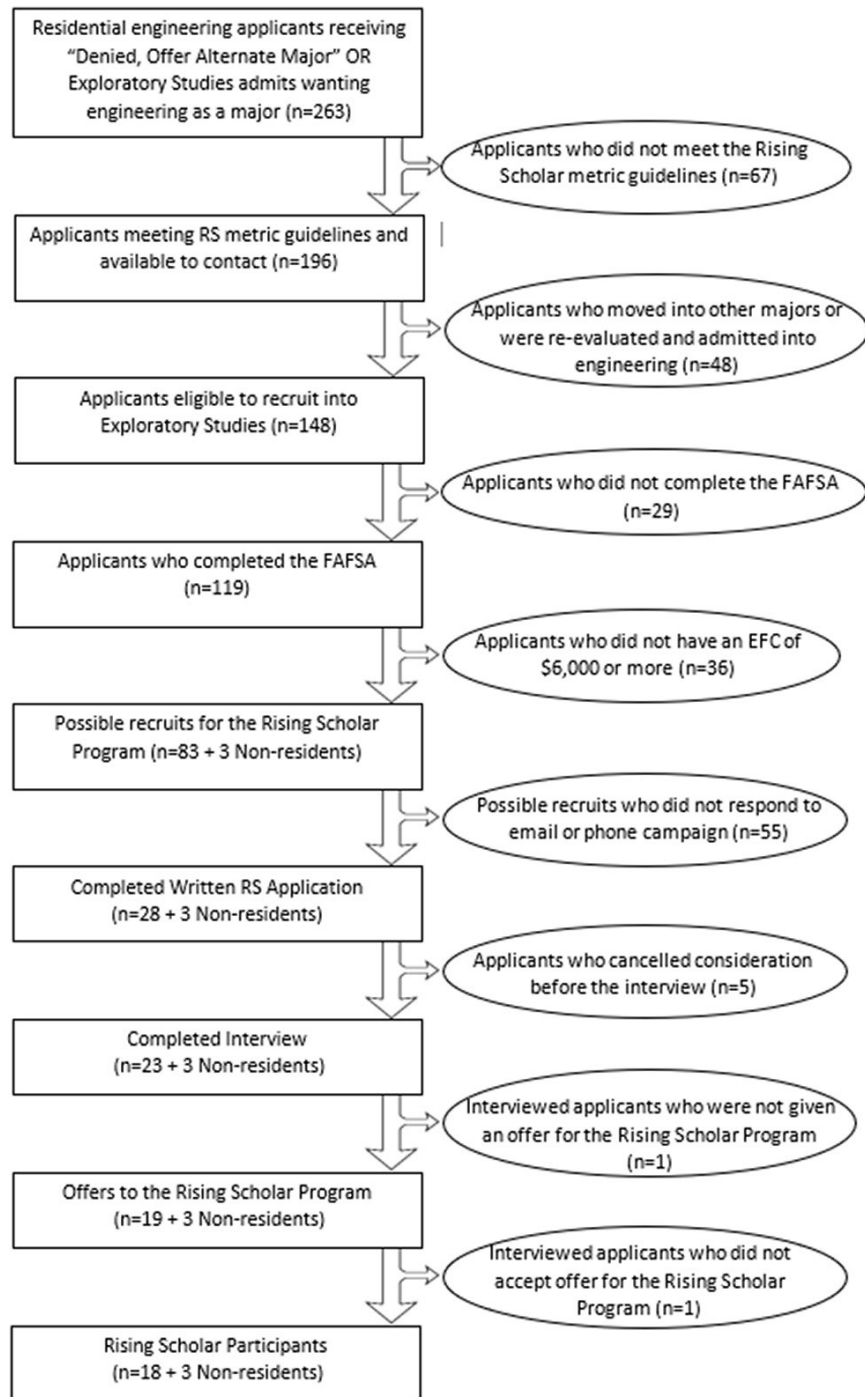 Residential engineering applicants receiving
“Denied, Offer Alternate Major” OR
Exploratory Studies admits wanting
engineering as a major (n=263)
Applicants who did not meet the Rising
Scholar metric guidelines (n=67)
Applicants meeting RS metric guidelines and
available to contact (n=196)
Applicants who moved into other majors or
were re-evaluated and admitted into
engineering (n=48)
Applicants eligible to recruit into
Exploratory Studies (n=148)
Applicants who did not complete the FAFSA
(n=29)
Applicants who completed the FAFSA
(n=119)
Applicants who did not have an EFC of
$6,000 or more (n=36)
Possible recruits for the Rising Scholar
Program (n=83 + 3 Non-residents)
Possible recruits who did not respond to
email or phone campaign (n=55)
Completed Written RS Application
(n=28 + 3 Non-residents)
Applicants who cancelled consideration
before the interview (n=5)
Completed Interview
(n=23 + 3 Non-residents)
Interviewed applicants who were not given
an offer for the Rising Scholar Program
(n=1)
Offers to the Rising Scholar Program
(n=19 + 3 Non-residents)
Interviewed applicants who did not
accept offer for the Rising Scholar
Program (n=1)
Rising Scholar Participants
(n=18 + 3 Non-residents)